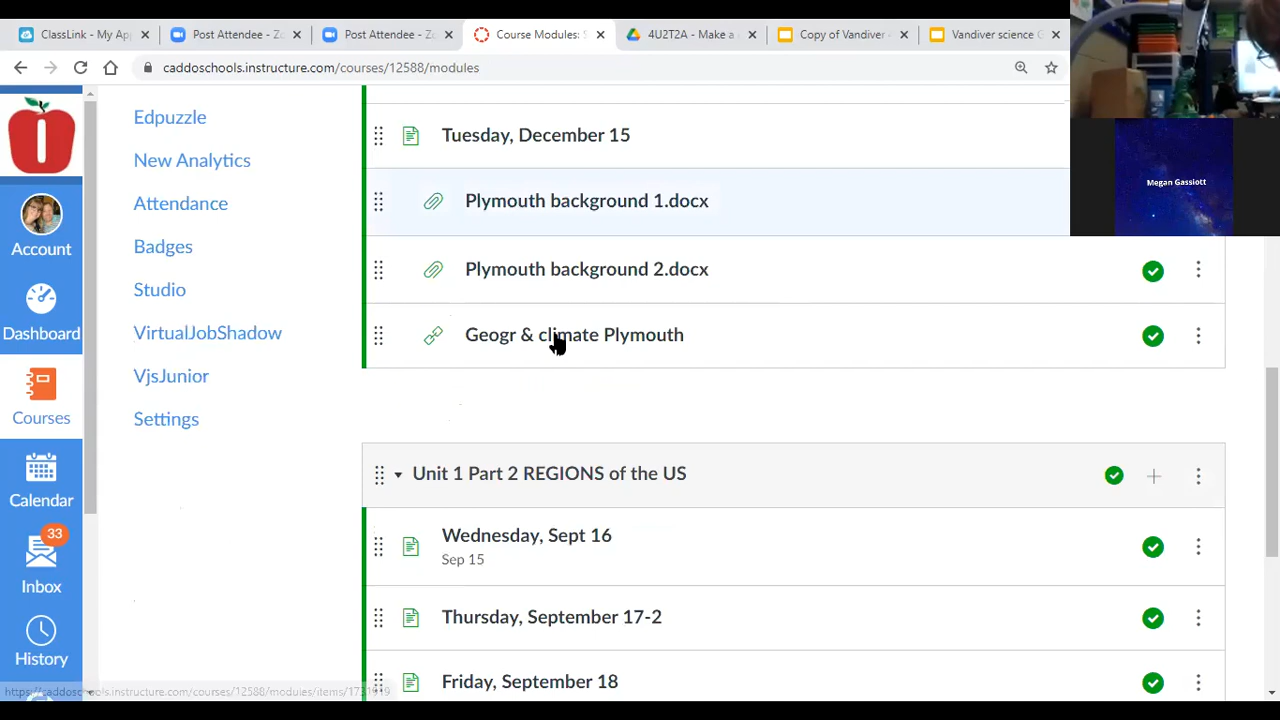 ClassLink - My Ap
Post Attendee - Zo
Post Attendee - Zo
Course Modules: S
4U2T2A - Make S
Copy of Vandiver
Vandiver science G
caddoschools.instructure.com/courses/12588/modules
Megan Gassiott
Edpuzzle
New Analytics
Attendance
Badges
Studio
VirtualJobShadow
VjsJunior
Settings
Account
Dashboard
Courses
Calendar
33
Inbox
History
Tuesday, December 15
Plymouth background 1.docx
Plymouth background 2.docx
Geogr & climate Plymouth
Unit 1 Part 2 REGIONS of the US
Wednesday, Sept 16
Sep 15
Thursday, September 17-2
Friday, September 18